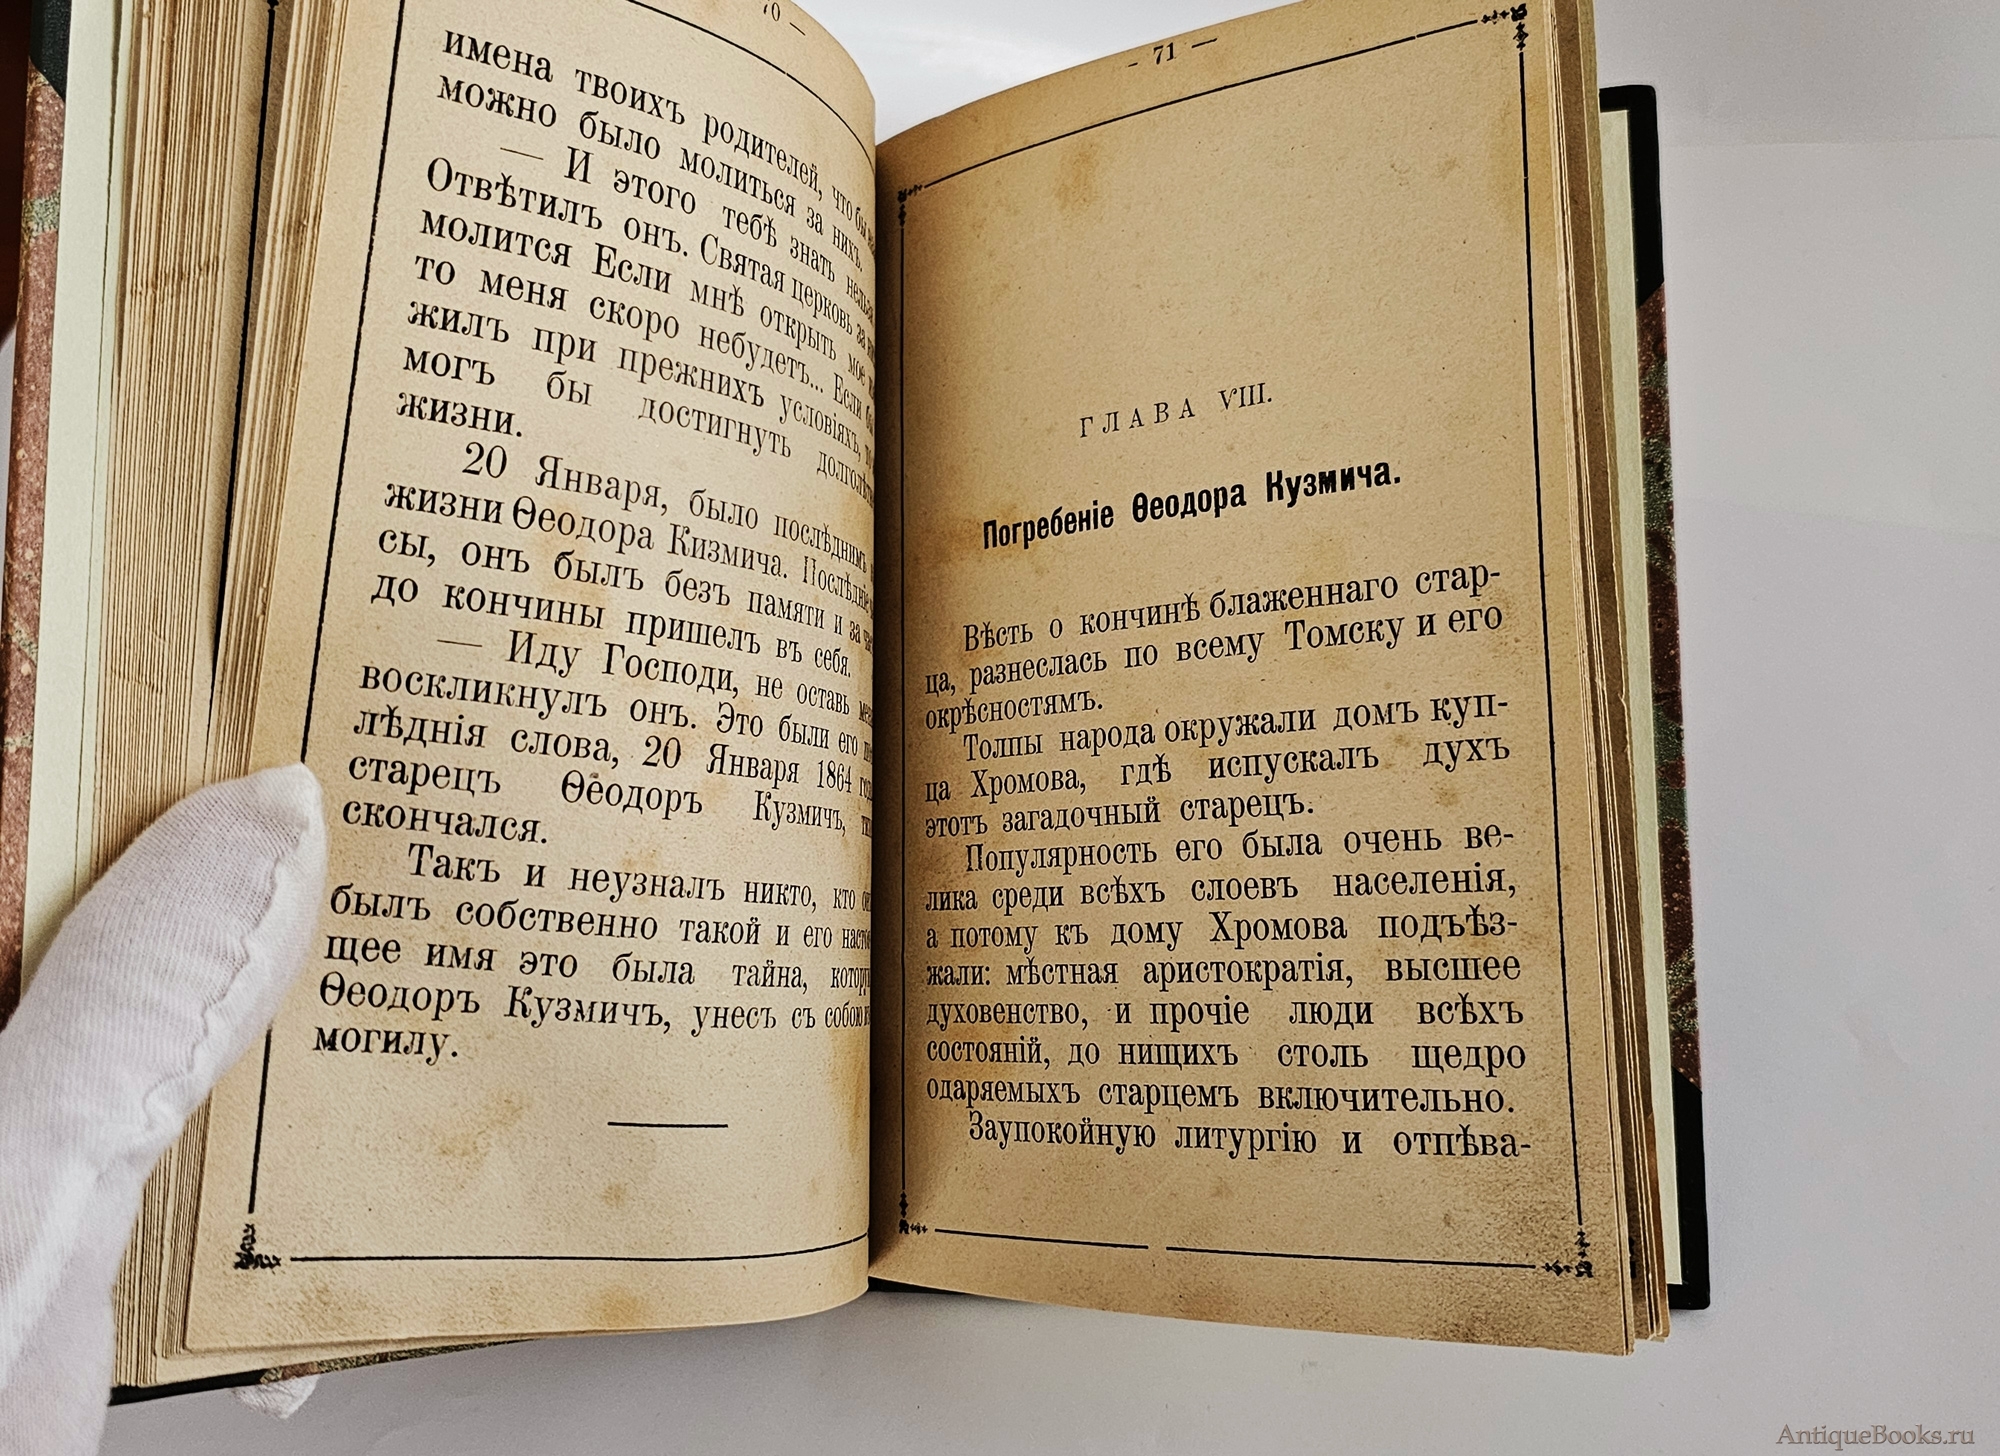 70 —
имена твоихъ родителей, что бы
можно было молиться за нихъ.
— И этого тебѣ знать нельзя
Отвѣтилъ онъ. Святая церковь за
молится Если мнѣ открыть мое
то меня скоро небудетъ... Если
жилъ при прежнихъ условіяхъ,
могъ бы достигнуть
жизни.
20 Января, было послѣднимъ
жизни Ѳеодора Кизмича. Послѣдніе
сы, онъ былъ безъ памяти и за
до кончины пришелъ въ себя.
— Иду Господи, не оставь
воскликнулъ онъ. Это были его
лѣднія слова, 20 Января 1864
старецъ Ѳеодоръ Кузмичъ,
скончался.
Такъ и неузналъ никто, кто
былъ собственно такой и его
щее имя это была тайна,
Ѳеодоръ Кузмичъ, унесъ съ собою
могилу.
- 71 —
ГЛАВА VIII.
Погребеніе Ѳеодора Кузмича.
Вѣсть о кончинѣ блаженнаго стар-
ца, разнеслась по всему Томску и его
окрѣсностямъ.
Толпы народа окружали домъ куп-
ца Хромова, гдѣ испускалъ духъ
этотъ загадочный старецъ.
Популярность его была очень ве-
лика среди всѣхъ слоевъ населенія,
а потому къ дому Хромова подъѣз-
жали: мѣстная аристократія, высшее
духовенство, и прочіе люди всѣхъ
состояній, до нищихъ столь щедро
одаряемыхъ старцемъ включительно.
Заупокойную литургію и отпѣва-
AntiqueBooks.ru